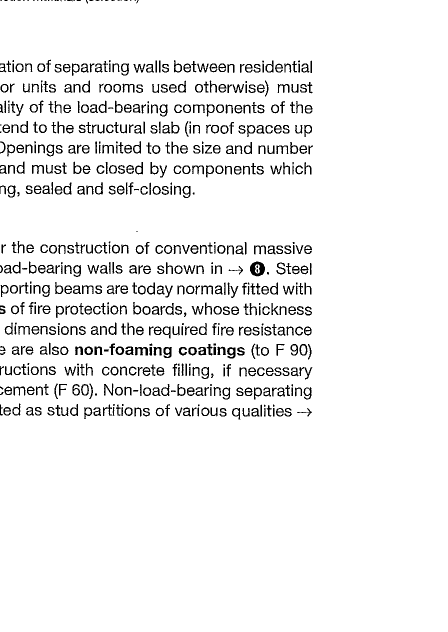 ation of separating walls between residential
or units and rooms used otherwise) must
ality of the load-bearing components of the
tend to the structural slab (in roof spaces up
Openings are limited to the size and number
and must be closed by components which
ng, sealed and self-closing.
r the construction of conventional massive
oad-bearing walls are shown in → 8. Steel
porting beams are today normally fitted with
s of fire protection boards, whose thickness
dimensions and the required fire resistance
e are also non-foaming coatings (to F 90)
ructions with concrete filling, if necessary
cement (F 60). Non-load-bearing separating
ted as stud partitions of various qualities →